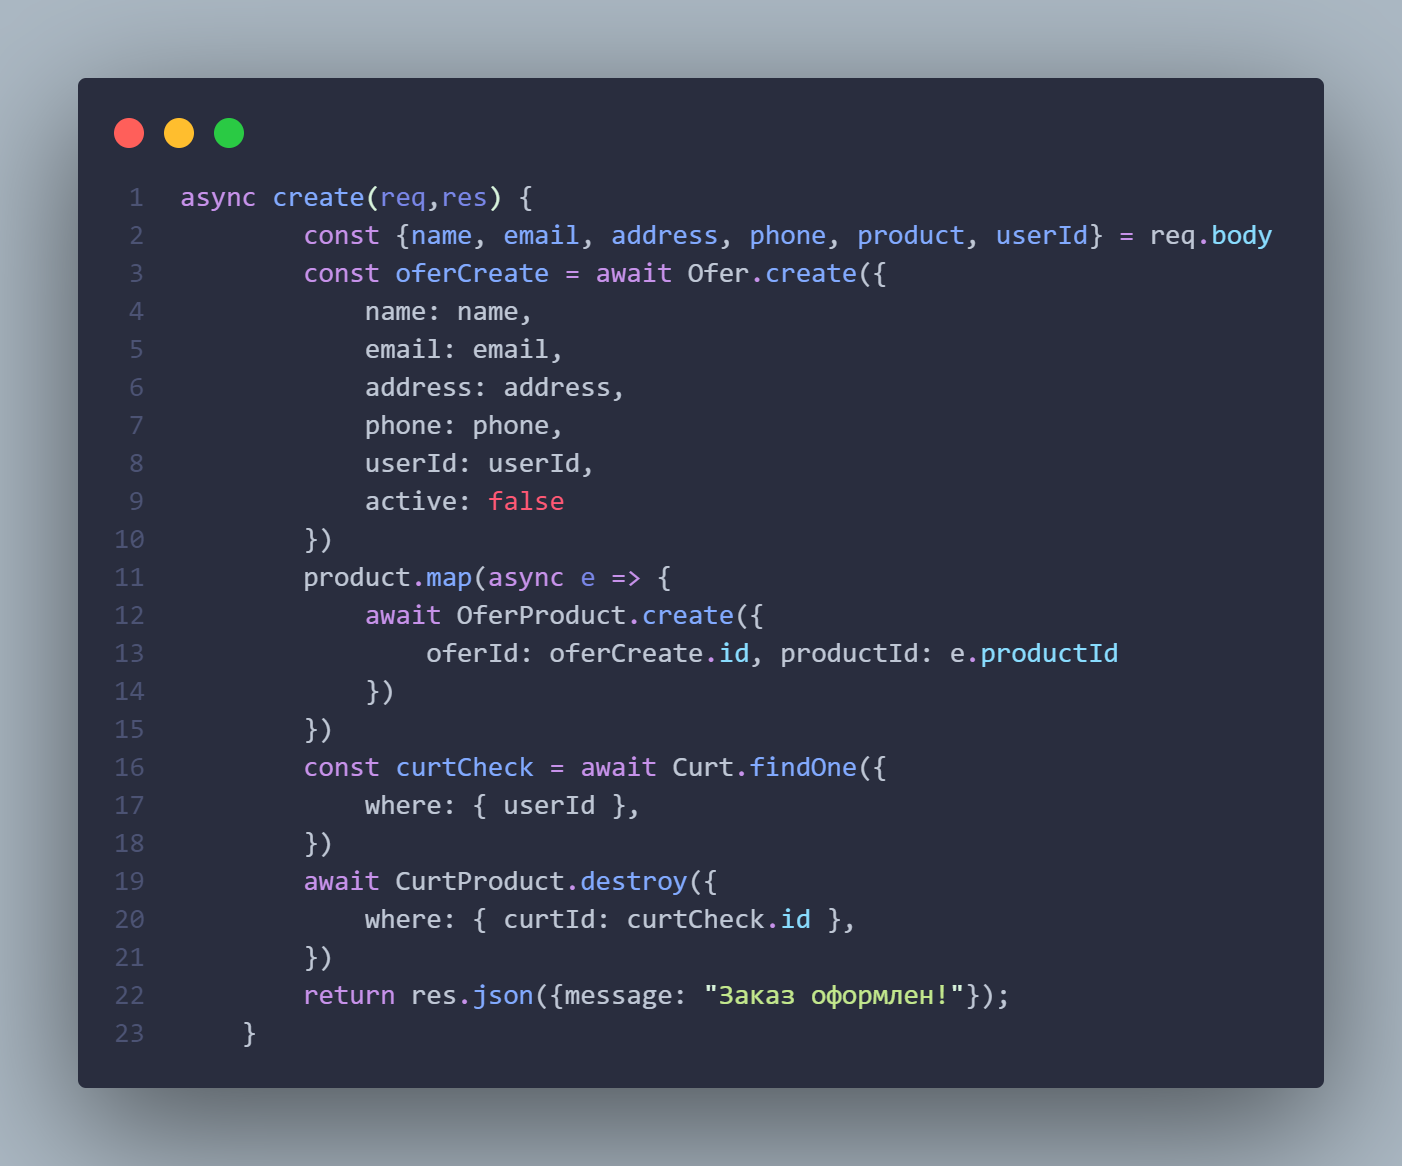 1 async create(req,res) {
2 const {name, email, address, phone, product, userId} = req.body
3 const oferCreate = await Ofer.create({
4 name: name,
5 email: email,
6 address: address,
7 phone: phone,
8 userId: userId,
9 active: false
10 })
11 product.map(async e => {
12 await OferProduct.create({
13 oferId: oferCreate.id, productId: e.productId
14 })
15 })
16 const curtCheck = await Curt.findOne({
17 where: { userId },
18 })
19 await CurtProduct.destroy({
20 where: { curtId: curtCheck.id },
21 })
22 return res.json({message: "Заказ оформлен!"});
23 }